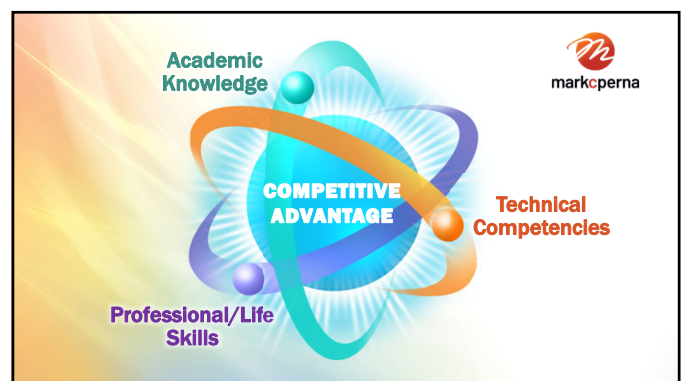 Academic
Knowledge
markcperna
COMPETITIVE
ADVANTAGE
Technical
Competencies
Professional/Life
Skills